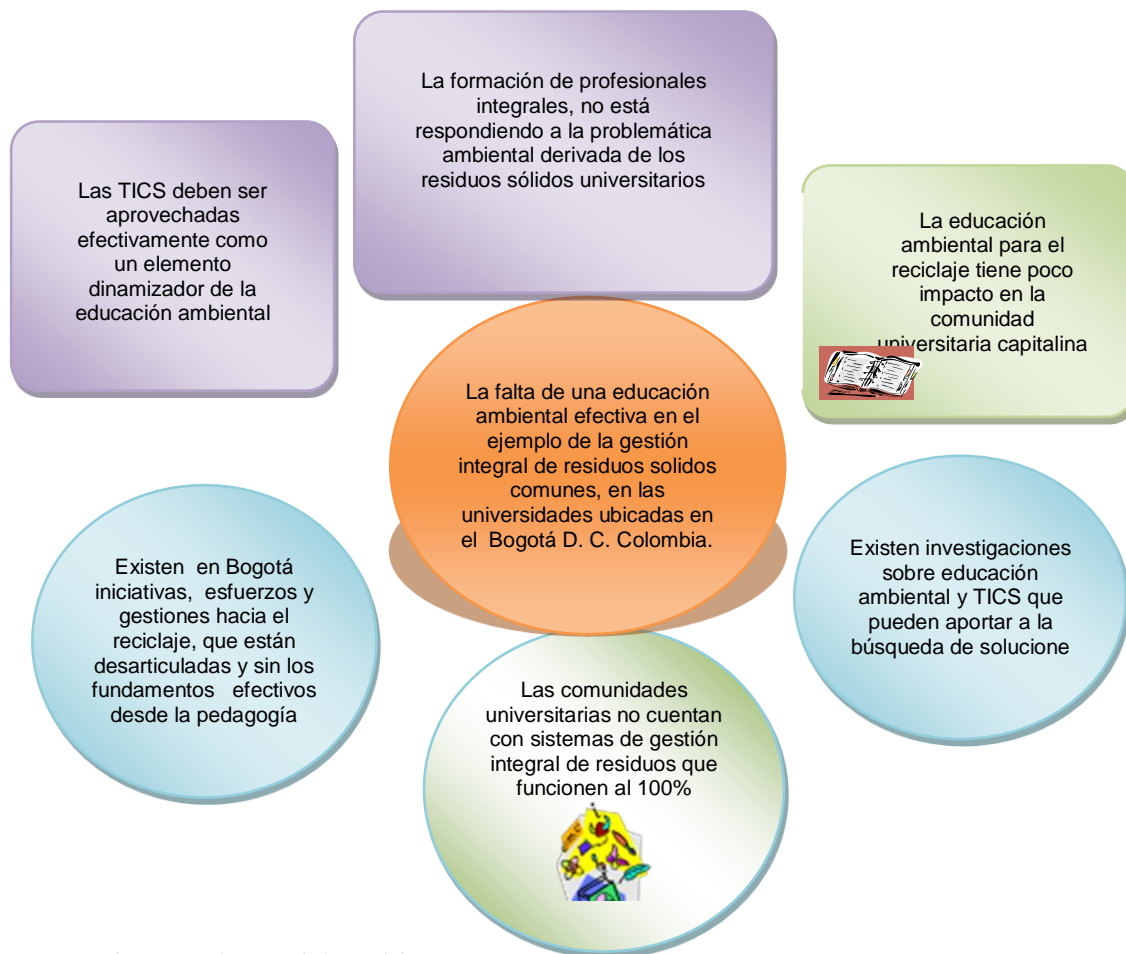 La formación de profesionales
integrales, no está
respondiendo a la problemática
ambiental derivada de los
residuos sólidos universitarios
Las TICS deben ser
aprovechadas
efectivamente como
un elemento
dinamizador de la
educación ambiental
La educación
ambiental para el
reciclaje tiene poco
impacto en la
comunidad
universitaria capitalina
La falta de una educación
ambiental efectiva en el
ejemplo de la gestión
integral de residuos solidos
comunes, en las
universidades ubicadas en
el Bogotá D. C. Colombia.
Existen en Bogotá
iniciativas, esfuerzos y
gestiones hacia el
reciclaje, que están
desarticuladas y sin los
fundamentos efectivos
desde la pedagogía
Existen investigaciones
sobre educación
ambiental y TICS que
pueden aportar a la
búsqueda de solucione
Las comunidades
universitarias no cuentan
con sistemas de gestión
integral de residuos que
funcionen al 100%